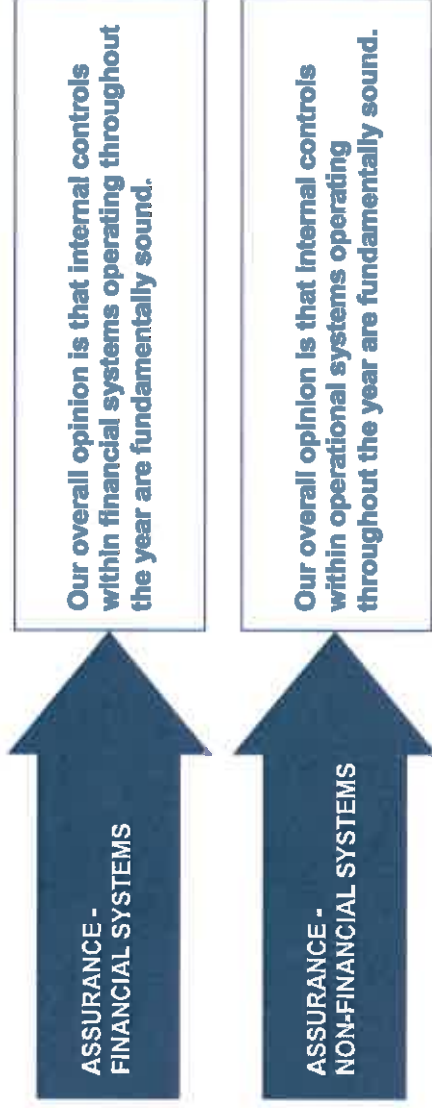 ASSURANCE -
FINANCIAL SYSTEMS
Our overall opinion is that internal controls
within financial systems operating throughout
the year are fundamentally sound.
ASSURANCE -
NON-FINANCIAL SYSTEMS
Our overall opinion is that internal controls
within operational systems operating
throughout the year are fundamentally sound.